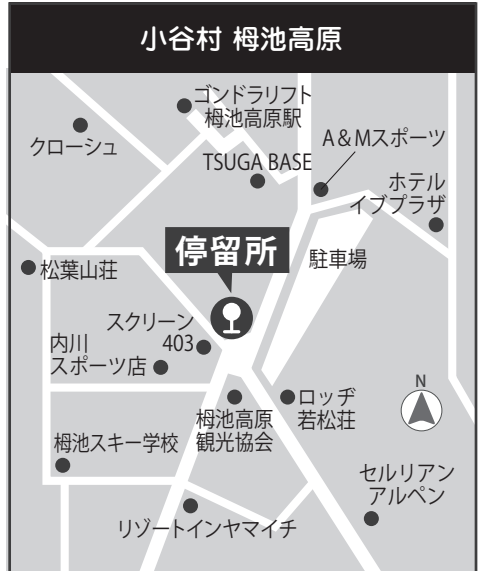 小谷村 栂池高原
ゴンドラリフト
栂池高原駅
クローシュ
A&Mスポーツ
TSUGA BASE
ホテル
イブプラザ
停留所
駐車場
松葉山荘
スクリーン
403
内川
スポーツ店
N
ロッヂ
若松荘
栂池高原
観光協会
栂池スキー学校
セルリアン
アルペン
リゾートインヤマイチ